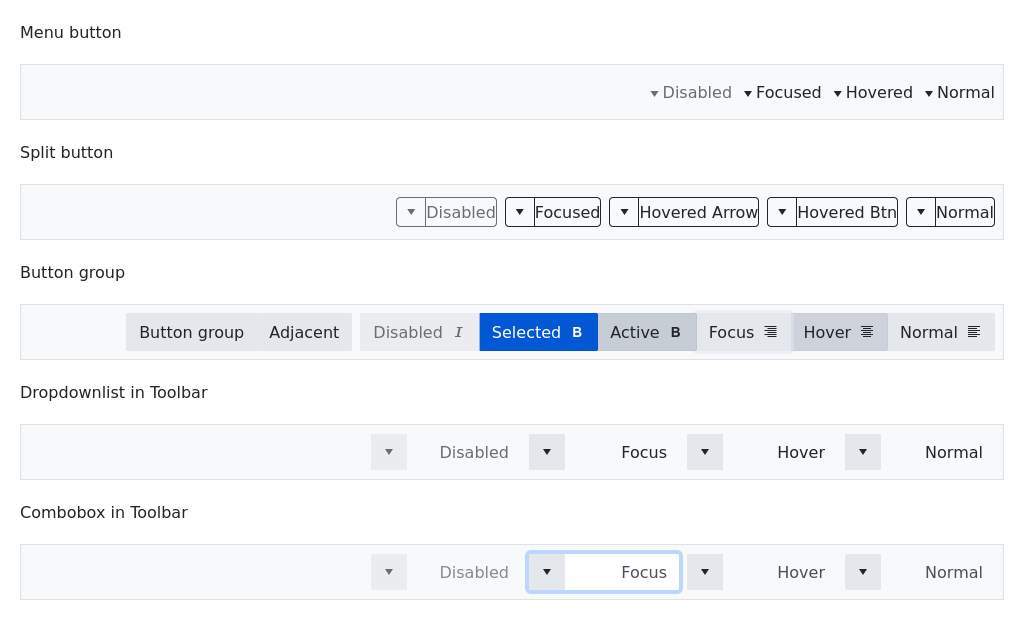 Menu button
Disabled Focused Hovered Normal
Split button
Disabled Focused Hovered Arrow Hovered Btn Normal
Button group
Button group Adjacent Disabled I Selected B Active B Focus Hover Normal
Dropdownlist in Toolbar
Disabled Focus Hover Normal
Combobox in Toolbar
Disabled Focus Hover Normal